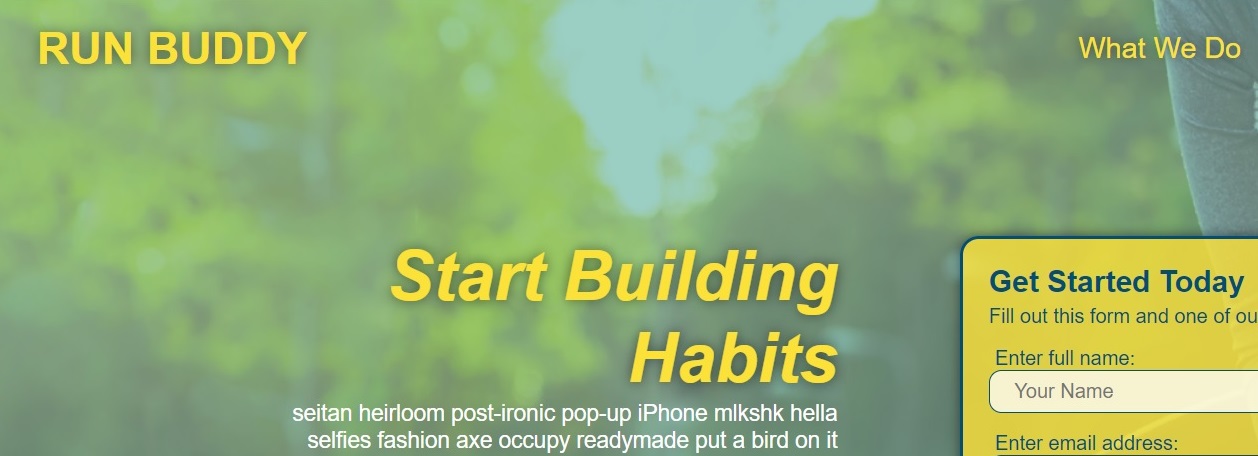 RUN BUDDY
What We Do
Start Building
Habits
seitan heirloom post-ironic pop-up iPhone mlkshk hella
selfies fashion axe occupy readymade put a bird on it
Get Started Today
Fill out this form and one of ou
Enter full name:
Your Name
Enter email address: